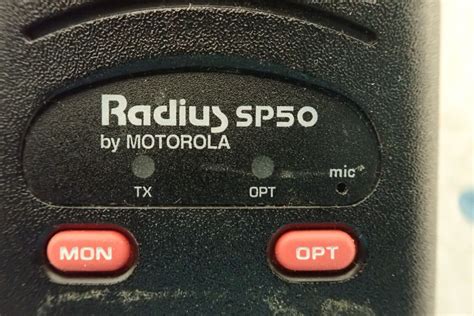 Radius SP50
by MOTOROLA
mic
TX OPT
MON OPT